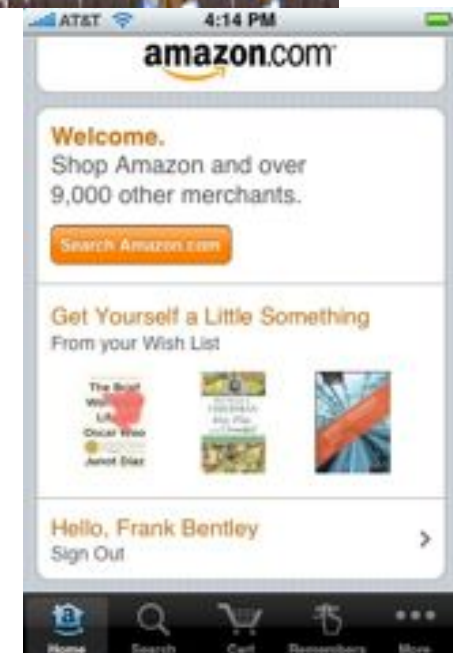 AT&T 4:14 PM
amazon.com
Welcome.
Shop Amazon and over
9,000 other merchants.
Search Amazon.com
Get Yourself a Little Something
From your Wish List
The Brief
Oscar Wao
Junot Díaz
Hello, Frank Bentley
Sign Out
Home Search Cart Remembers More